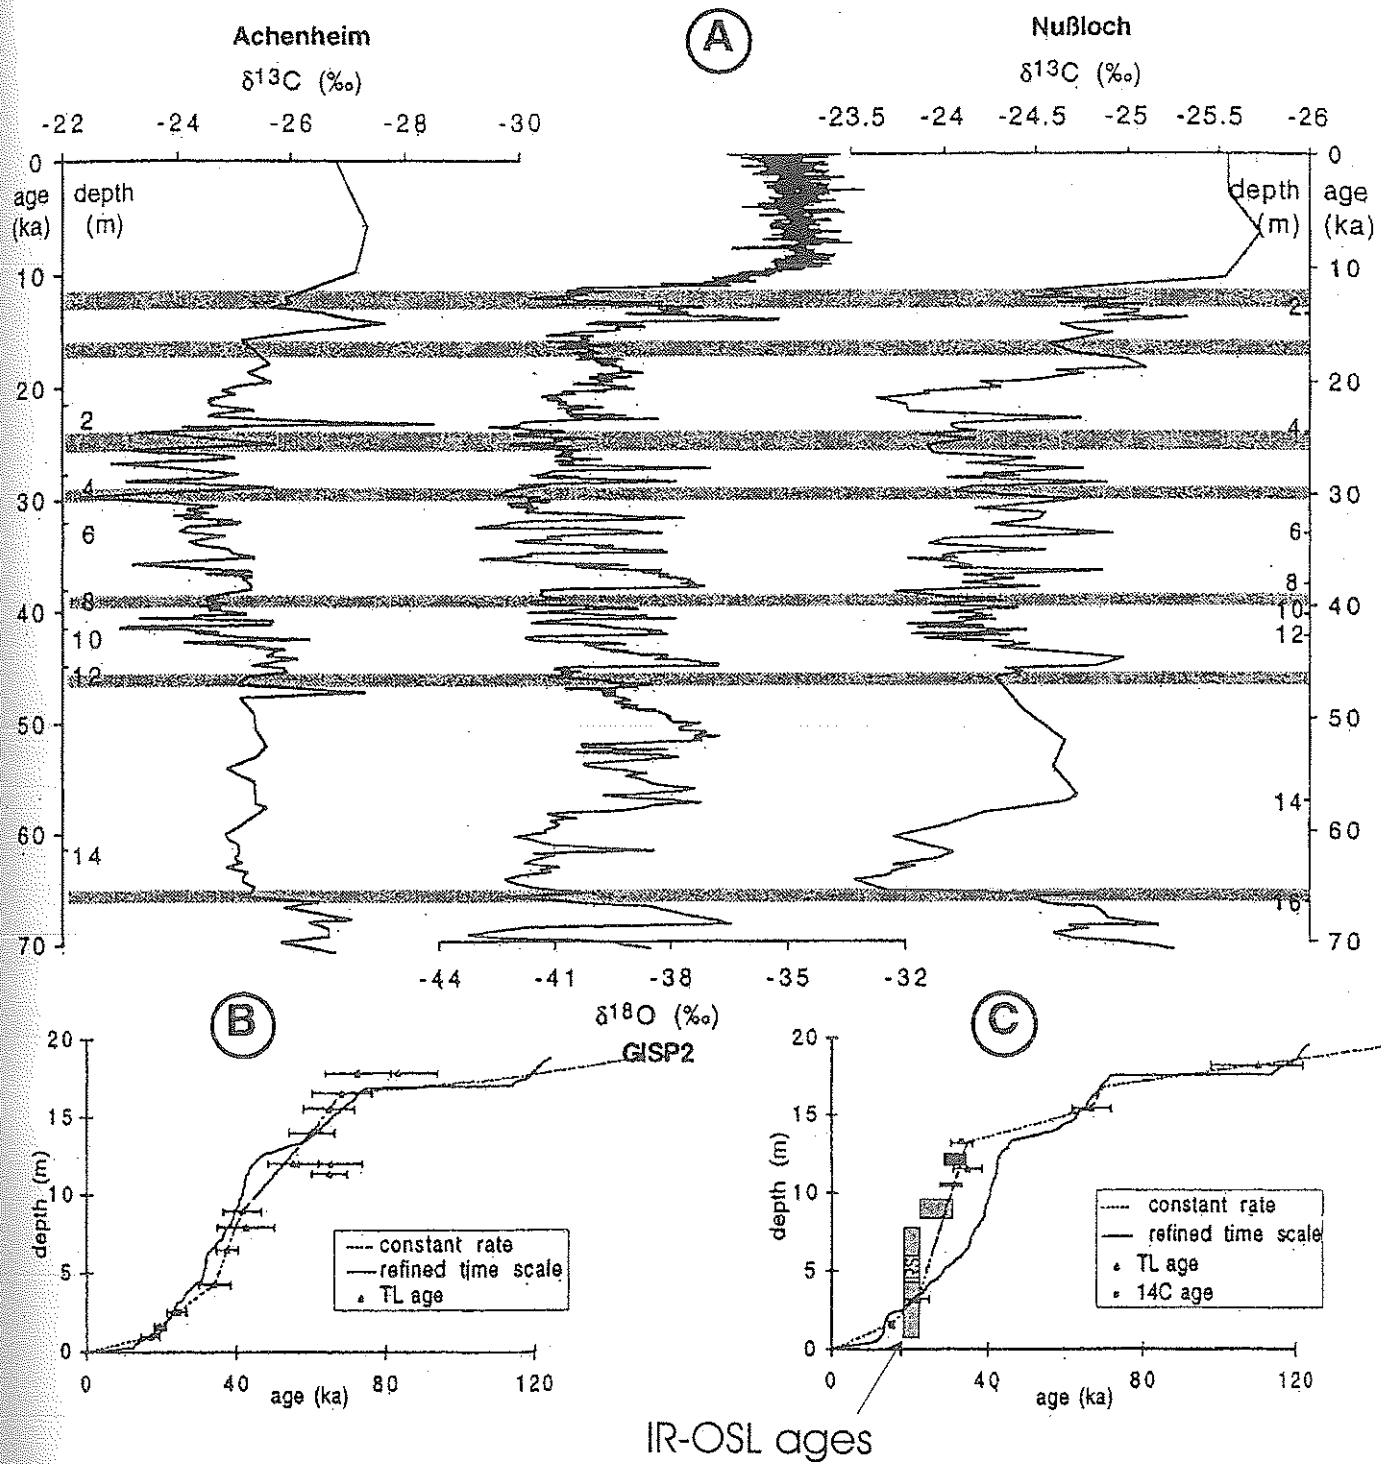 Achenheim
A
Nußloch
δ13C (‰)
δ13C (‰)
-22 -24 -26 -28 -30
-23.5 -24 -24.5 -25 -25.5 -26
0 0
age depth
(ka) (m)
depth age
(m) (ka)
10 10
2
20 20
2 4
30 4 30
6 6
8 8
40 40
10 10
12 12
50 50
14
60 60
14
16
70 70
-44 -41 -38 -35 -32
δ18O (‰)
GISP2
B
20
15
10
5
0
depth (m)
constant rate
refined time scale
TL age
0 40 80 120
age (ka)
C
20
15
10
5
0
depth (m)
constant rate
refined time scale
TL age
14C age
0 40 80 120
age (ka)
IR-OSL ages